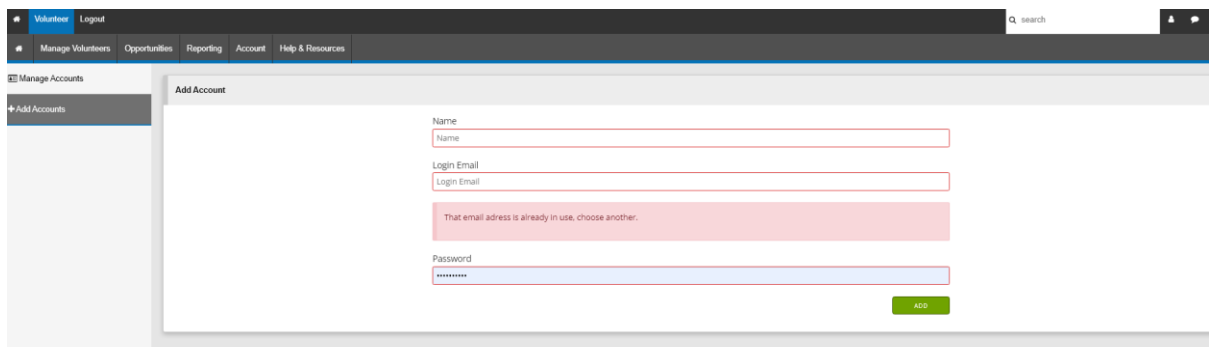 Volunteer Logout search
Manage Volunteers Opportunities Reporting Account Help & Resources
Manage Accounts
Add Account
+ Add Accounts
Name
Name
Login Email
Login Email
That email adress is already in use, choose another.
Password
••••••••••
ADD